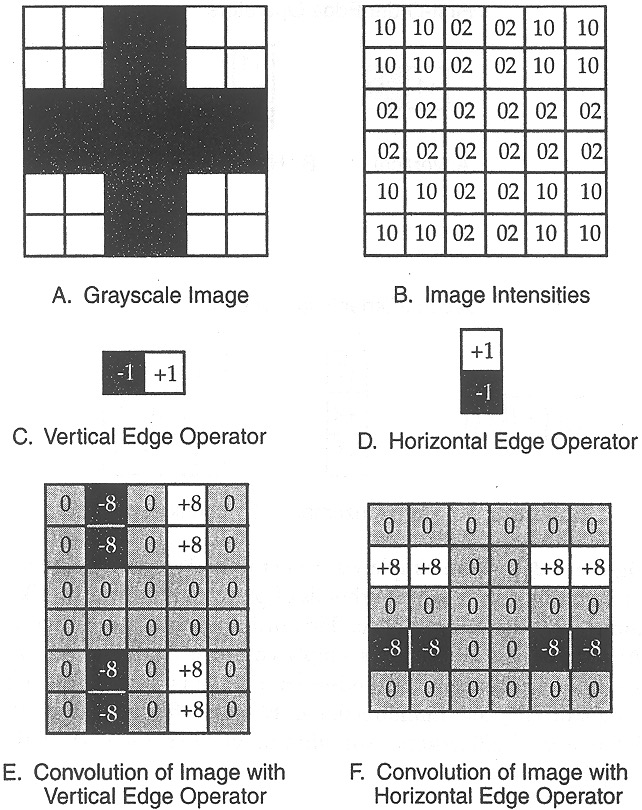 10 10 02 02 10 10
10 10 02 02 10 10
02 02 02 02 02 02
02 02 02 02 02 02
10 10 02 02 10 10
10 10 02 02 10 10
A. Grayscale Image
B. Image Intensities
-1 +1
+1
-1
C. Vertical Edge Operator
D. Horizontal Edge Operator
0 -8 0 +8 0
0 -8 0 +8 0
0 0 0 0 0
0 0 0 0 0
0 -8 0 +8 0
0 -8 0 +8 0
0 0 0 0 0 0
+8 +8 0 0 +8 +8
0 0 0 0 0 0
-8 -8 0 0 -8 -8
0 0 0 0 0 0
E. Convolution of Image with
Vertical Edge Operator
F. Convolution of Image with
Horizontal Edge Operator